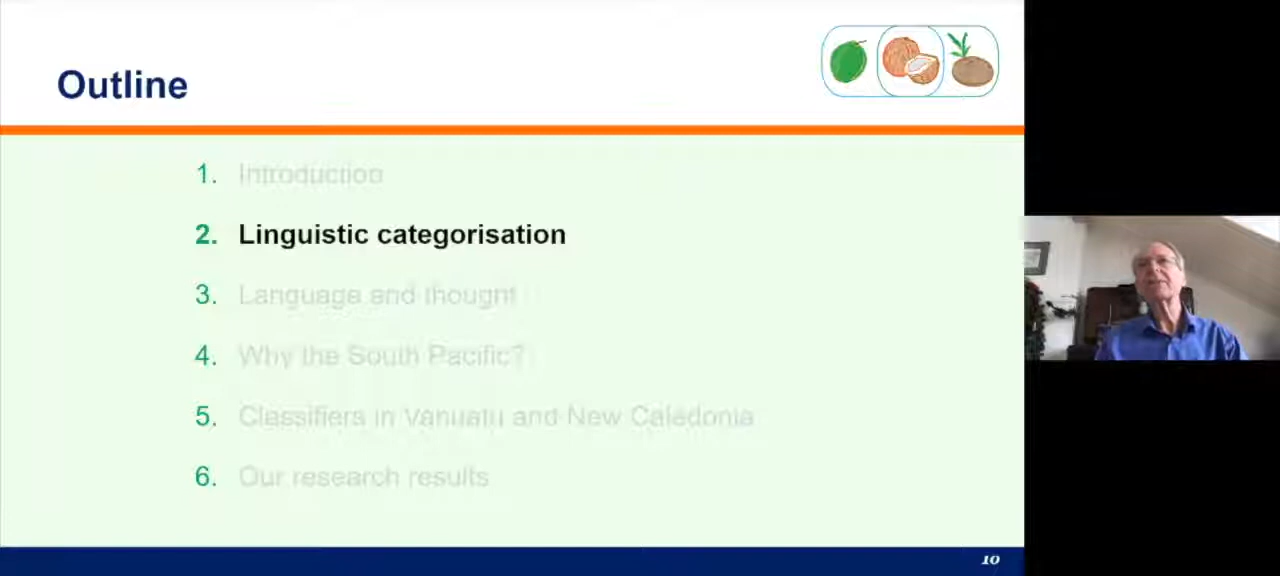 Outline
1. Introduction
2. Linguistic categorisation
3. Language and thought
4. Why the South Pacific?
5. Classifiers in Vanuatu and New Caledonia
6. Our research results
10